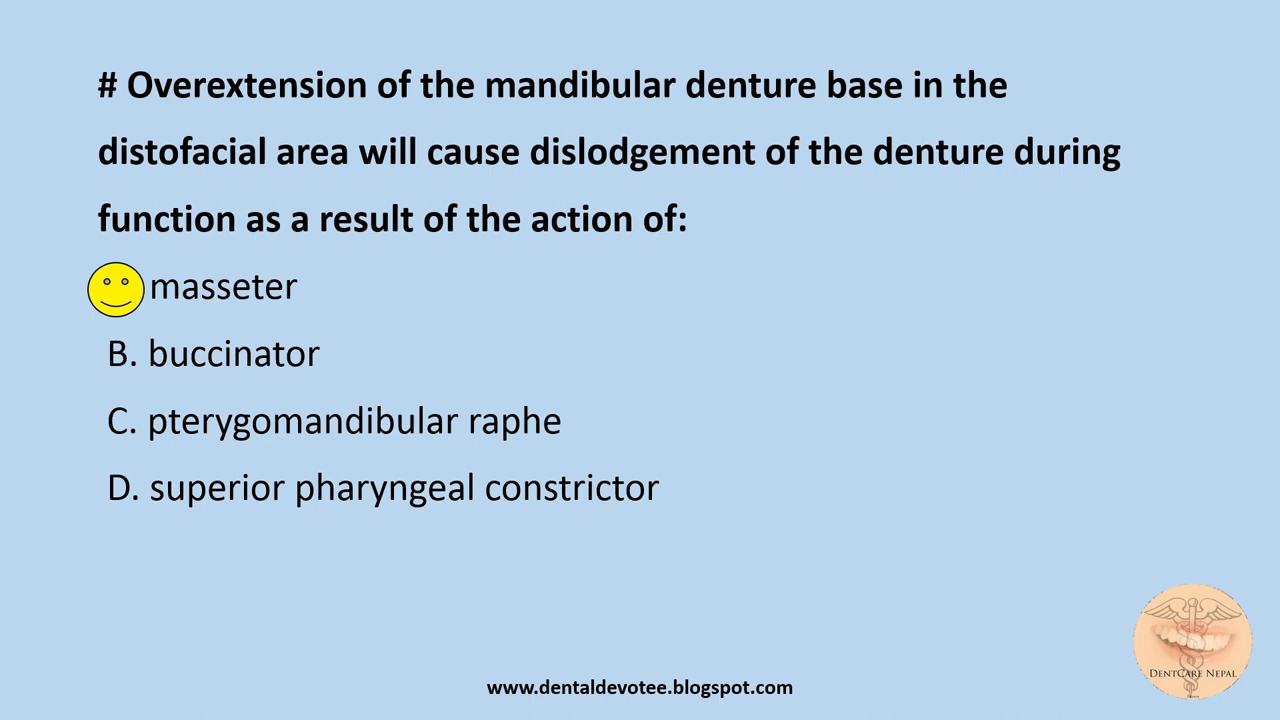 # Overextension of the mandibular denture base in the
distofacial area will cause dislodgement of the denture during
function as a result of the action of:
masseter
B. buccinator
C. pterygomandibular raphe
D. superior pharyngeal constrictor
DENTCARE NEPAL
www.dentaldevotee.blogspot.com